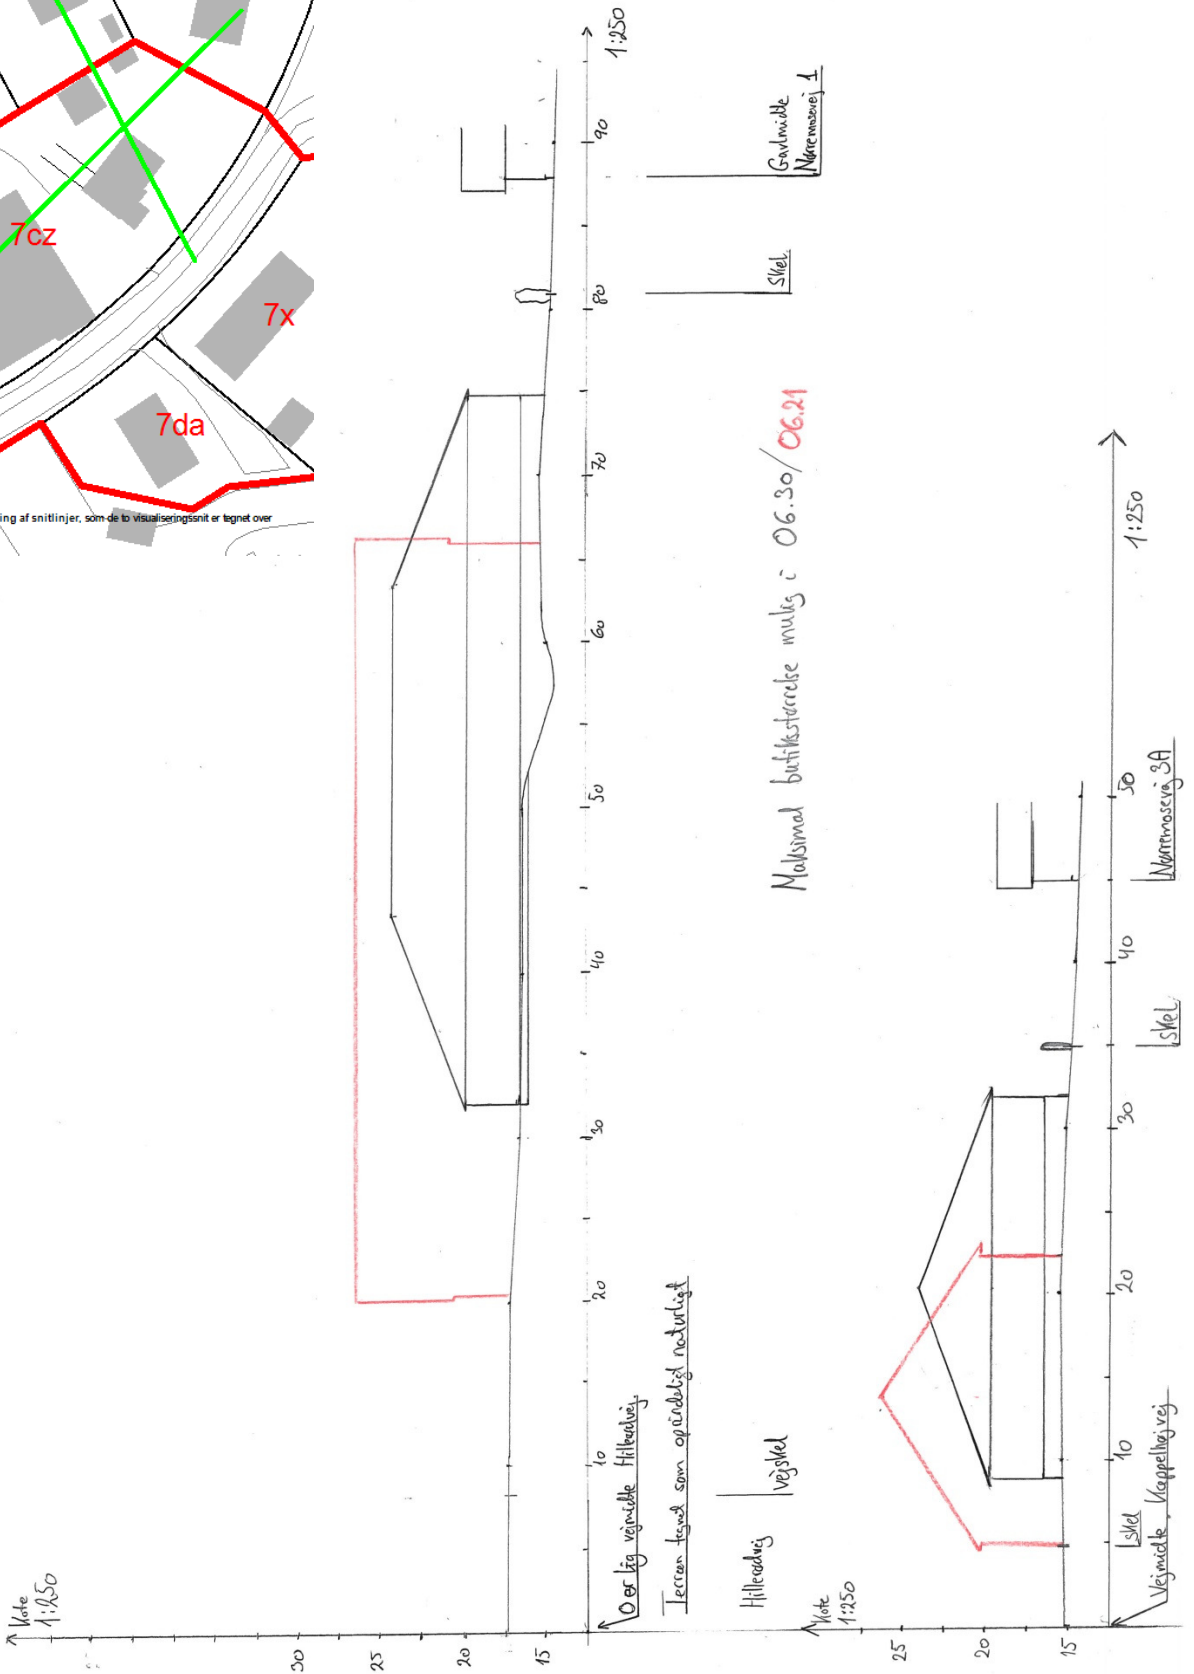 7cz
7x
7da
ing af snitlinjer, som de to visualiseringssnit er tegnet over
Kote
1:250
30
25
20
15
0 er lig vejmidte Hillerødvej.
10
20
30
40
50
60
70
80
90
1:250
Skel
Gavlmidte
Nørremosevej 1
Terræn tegnet som oprindeligt naturligt
Hillerødvej
vejskel
Maksimal butiksstørrelse mulig i 06.30/06.21
Kote
1:250
25
20
15
Vejmidte, Kappelhøjvej
skel
10
20
30
40
50
1:250
skel
Nørremosevej 3A